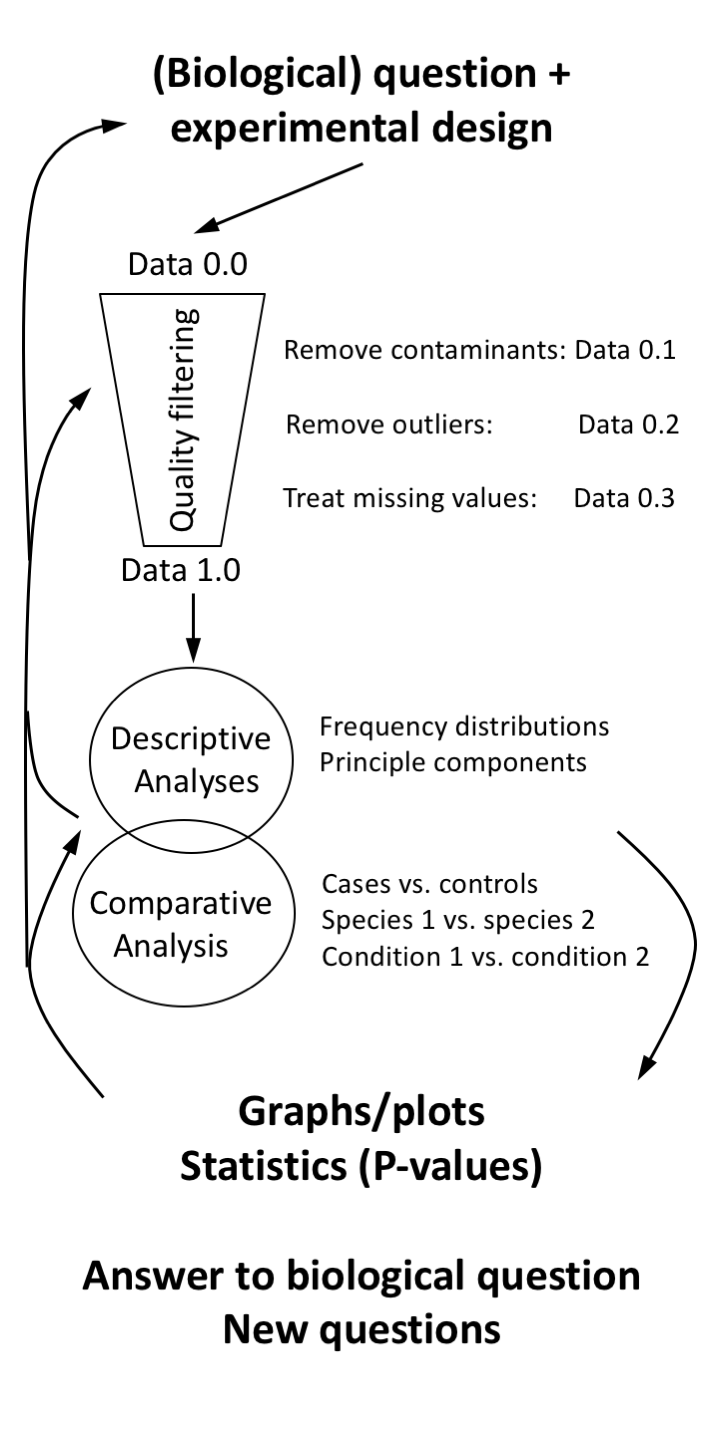 (Biological) question +
experimental design
Data 0.0
Quality filtering
Remove contaminants: Data 0.1
Remove outliers: Data 0.2
Treat missing values: Data 0.3
Data 1.0
Descriptive
Analyses
Frequency distributions
Principle components
Comparative
Analysis
Cases vs. controls
Species 1 vs. species 2
Condition 1 vs. condition 2
Graphs/plots
Statistics (P-values)
Answer to biological question
New questions